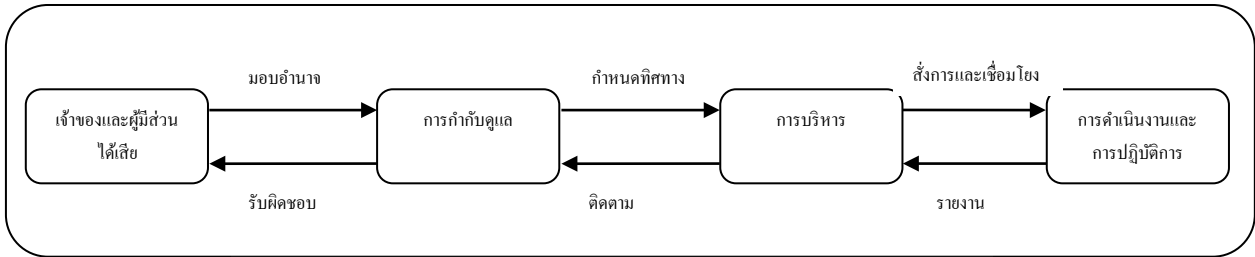 มอบอำนาจ
กำหนดทิศทาง
สั่งการและเชื่อมโยง
เจ้าของและผู้มีส่วน
ได้เสีย
การกำกับดูแล
การบริหาร
การดำเนินงานและ
การปฏิบัติการ
รับผิดชอบ
ติดตาม
รายงาน